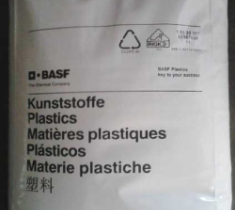 BASF
The Chemical Company
BASF Plastics
key to your success
Kunststoffe
Plastics
Matières plastiques
Plásticos
Materie plastiche
塑料